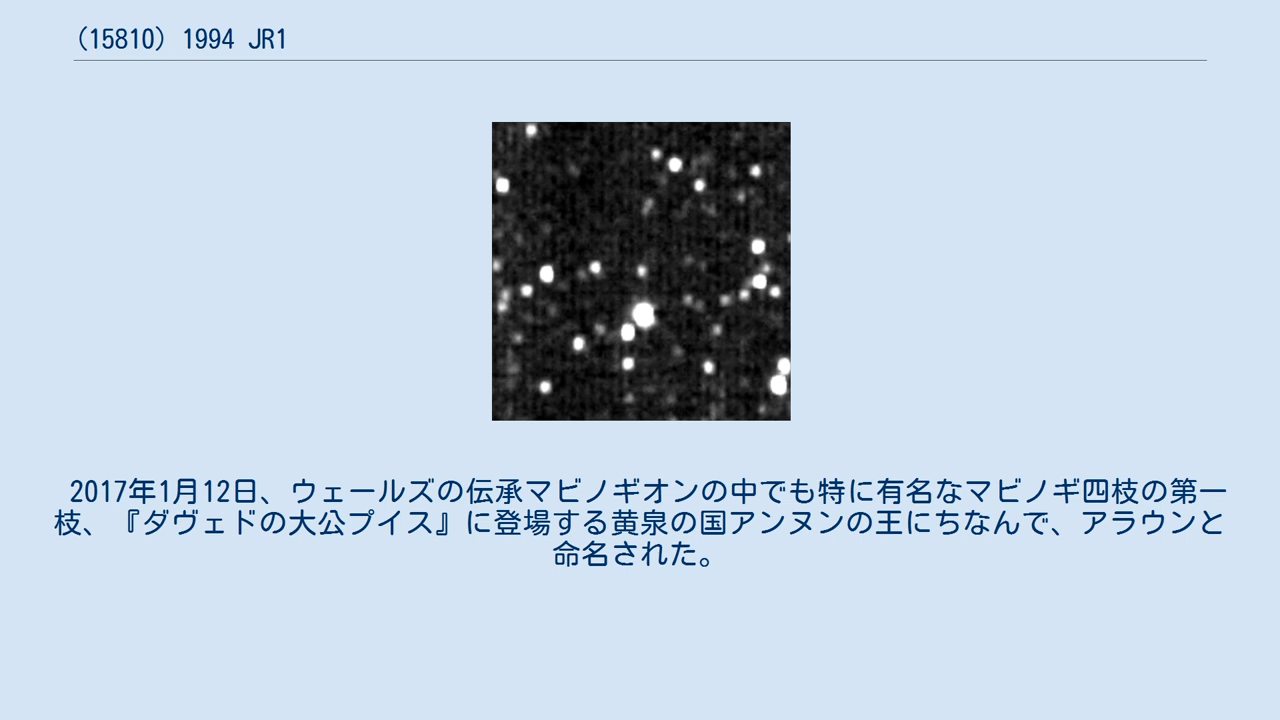 (15810) 1994 JR1
2017年1月12日、ウェールズの伝承マビノギオンの中でも特に有名なマビノギ四枝の第一
枝、『ダヴェドの大公プイス』に登場する黄泉の国アンヌンの王にちなんで、アラウンと
命名された。